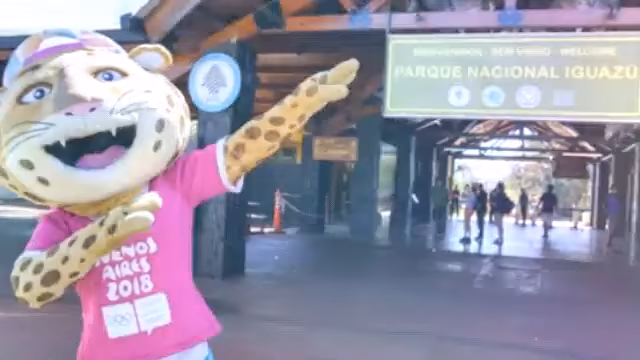 BIENVENIDOS BEM-VINDO WELCOME
PARQUE NACIONAL IGUAZÚ
BUENOS
AIRES
2018